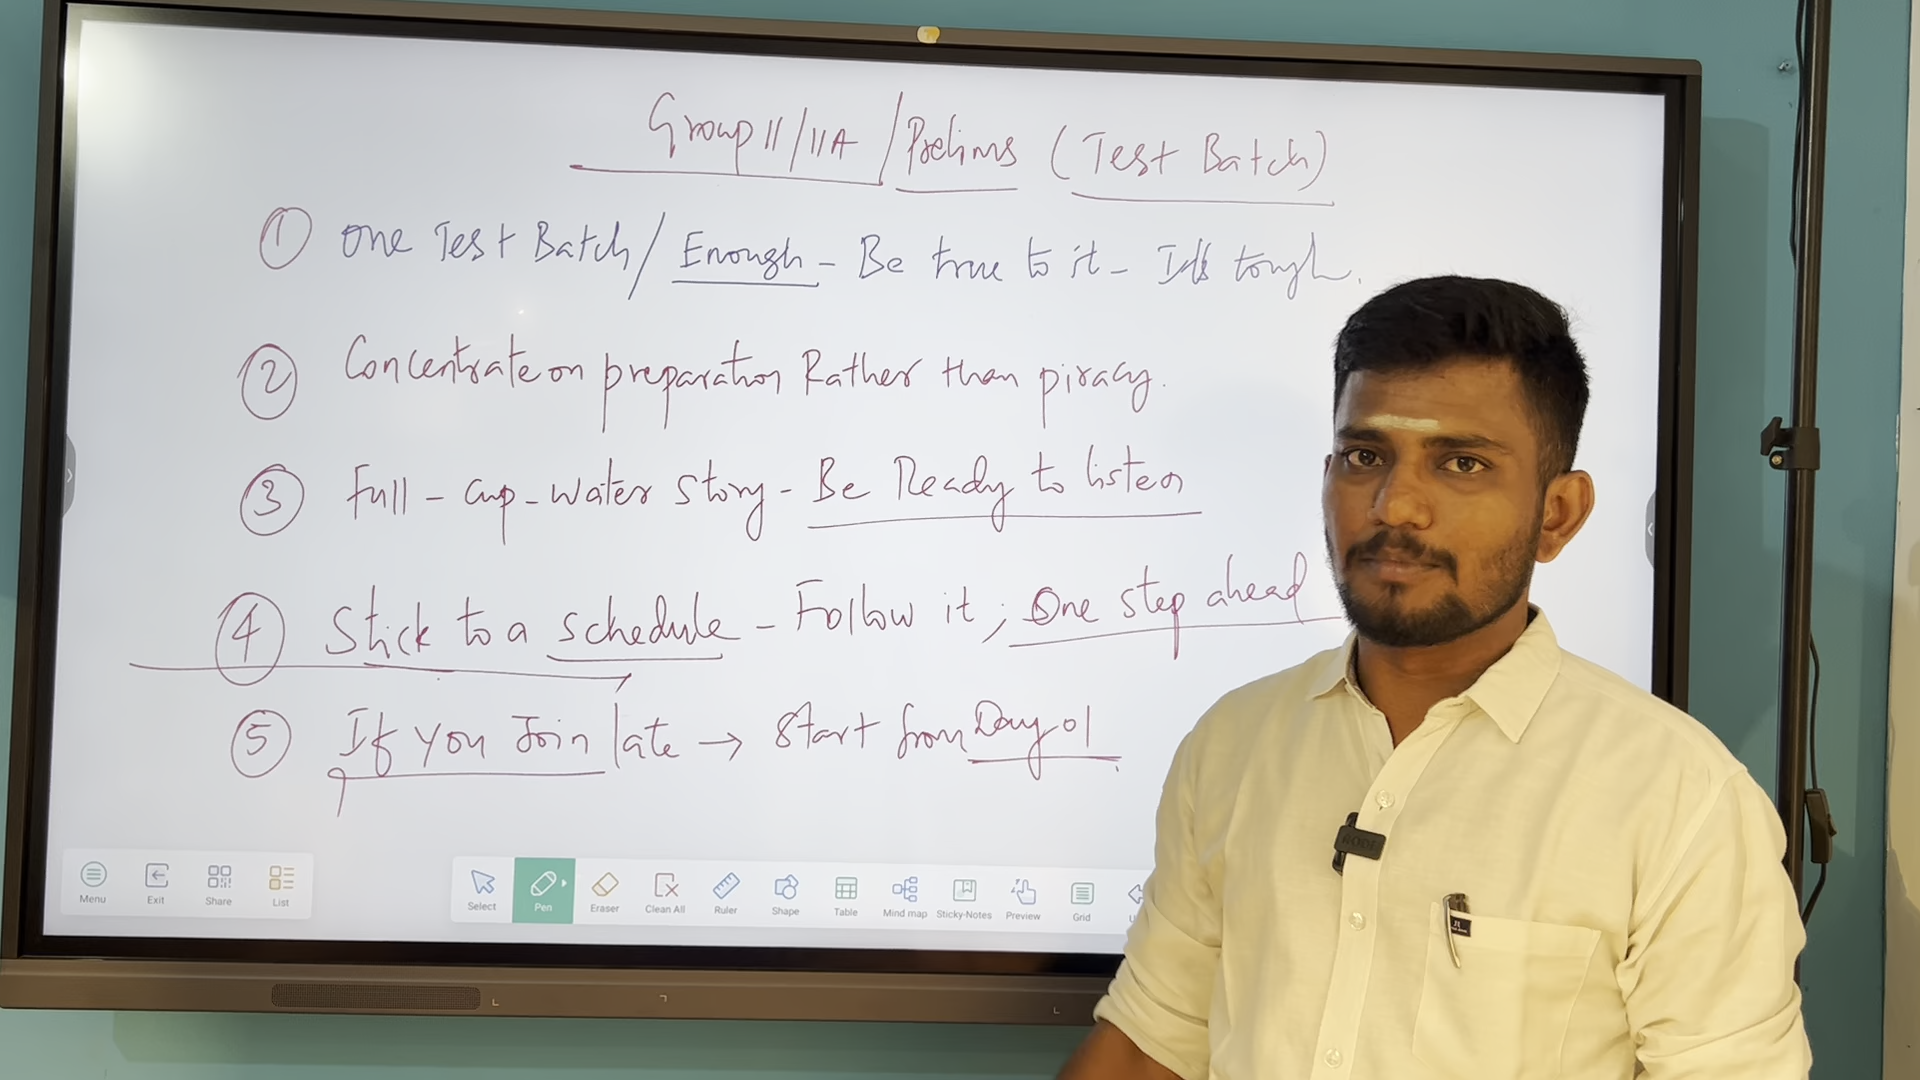 Group II/IIA/Prelims (Test Batch)
① One Test Batch/Enough - Be true to it - It's tough.
② Concentrate on preparation Rather than piracy.
③ Full - cup - water story - Be Ready to listen
④ Stick to a schedule - Follow it; One step ahead
⑤ If you Join late → Start from Day 01
Menu Exit Share List Select Pen Eraser Clean All Ruler Shape Table Mind map Sticky-Notes Preview Grid
RODE